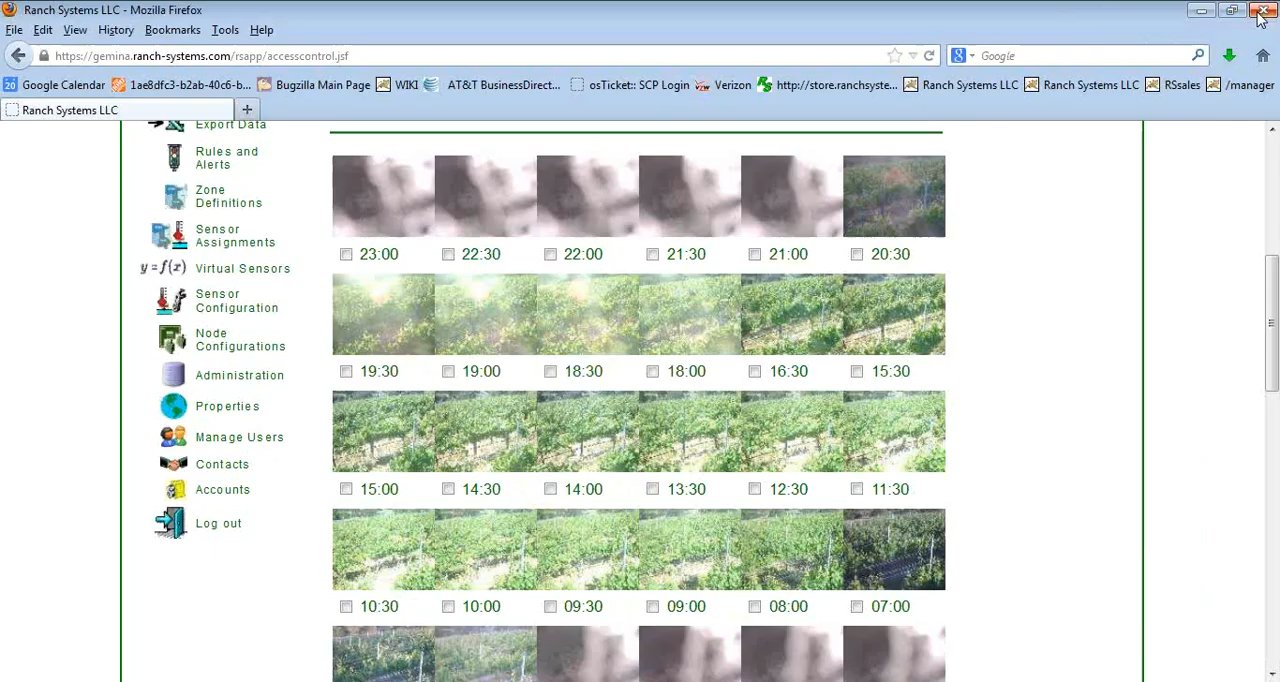 Ranch Systems LLC - Mozilla Firefox
File Edit View History Bookmarks Tools Help
https://gemina.ranch-systems.com/rsapp/accesscontrol.jsf
Google
Google Calendar 1ae8dfc3-b2ab-40c6-b... Bugzilla Main Page WIKI AT&T BusinessDirect... osTicket:: SCP Login Verizon http://store.ranchsyste... Ranch Systems LLC Ranch Systems LLC RSsales /manager
Ranch Systems LLC
Export Data
Rules and
Alerts
Zone
Definitions
Sensor
Assignments
y = f(x) Virtual Sensors
Sensor
Configuration
Node
Configurations
Administration
Properties
Manage Users
Contacts
Accounts
Log out
23:00 22:30 22:00 21:30 21:00 20:30
19:30 19:00 18:30 18:00 16:30 15:30
15:00 14:30 14:00 13:30 12:30 11:30
10:30 10:00 09:30 09:00 08:00 07:00